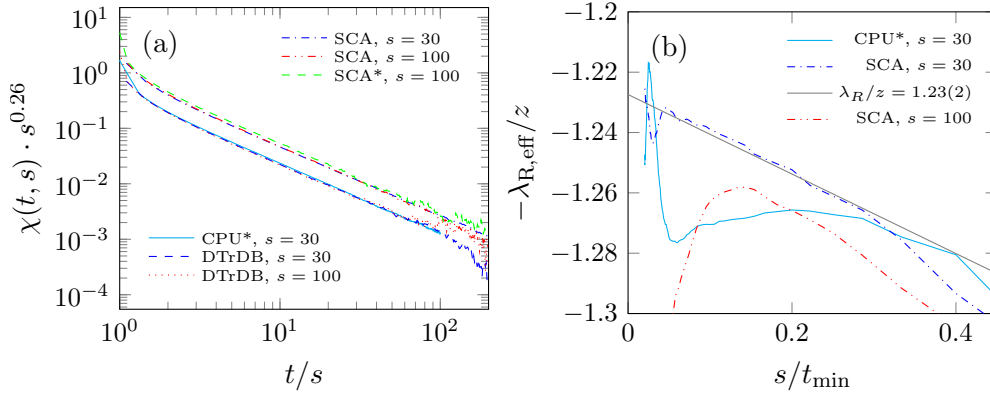 (a)
SCA, s = 30
SCA, s = 100
SCA*, s = 100
CPU*, s = 30
DTrDB, s = 30
DTrDB, s = 100
10^1
10^0
10^{-1}
10^{-2}
10^{-3}
10^{-4}
10^0 10^1 10^2
χ(t, s) · s^{0.26}
t/s
(b)
CPU*, s = 30
SCA, s = 30
λ_R/z = 1.23(2)
SCA, s = 100
−1.2
−1.22
−1.24
−1.26
−1.28
−1.3
0 0.2 0.4
−λ_{R,eff}/z
s/t_{min}